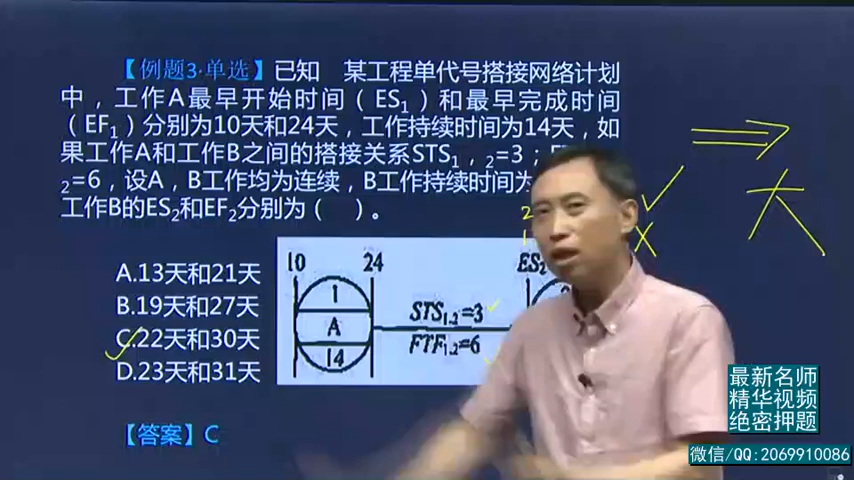 【例题3·单选】已知 某工程单代号搭接网络计划
中，工作A最早开始时间（ES1）和最早完成时间
（EF1）分别为10天和24天，工作持续时间为14天，如
果工作A和工作B之间的搭接关系STS1，2=3；
2=6，设A，B工作均为连续，B工作持续时间为
工作B的ES2和EF2分别为（ ）。
A.13天和21天
B.19天和27天
C.22天和30天
D.23天和31天
【答案】C
10 24 ES2
1
A
14
STS1,2=3
FTF1,2=6
大
最新名师
精华视频
绝密押题
微信/QQ:2069910086